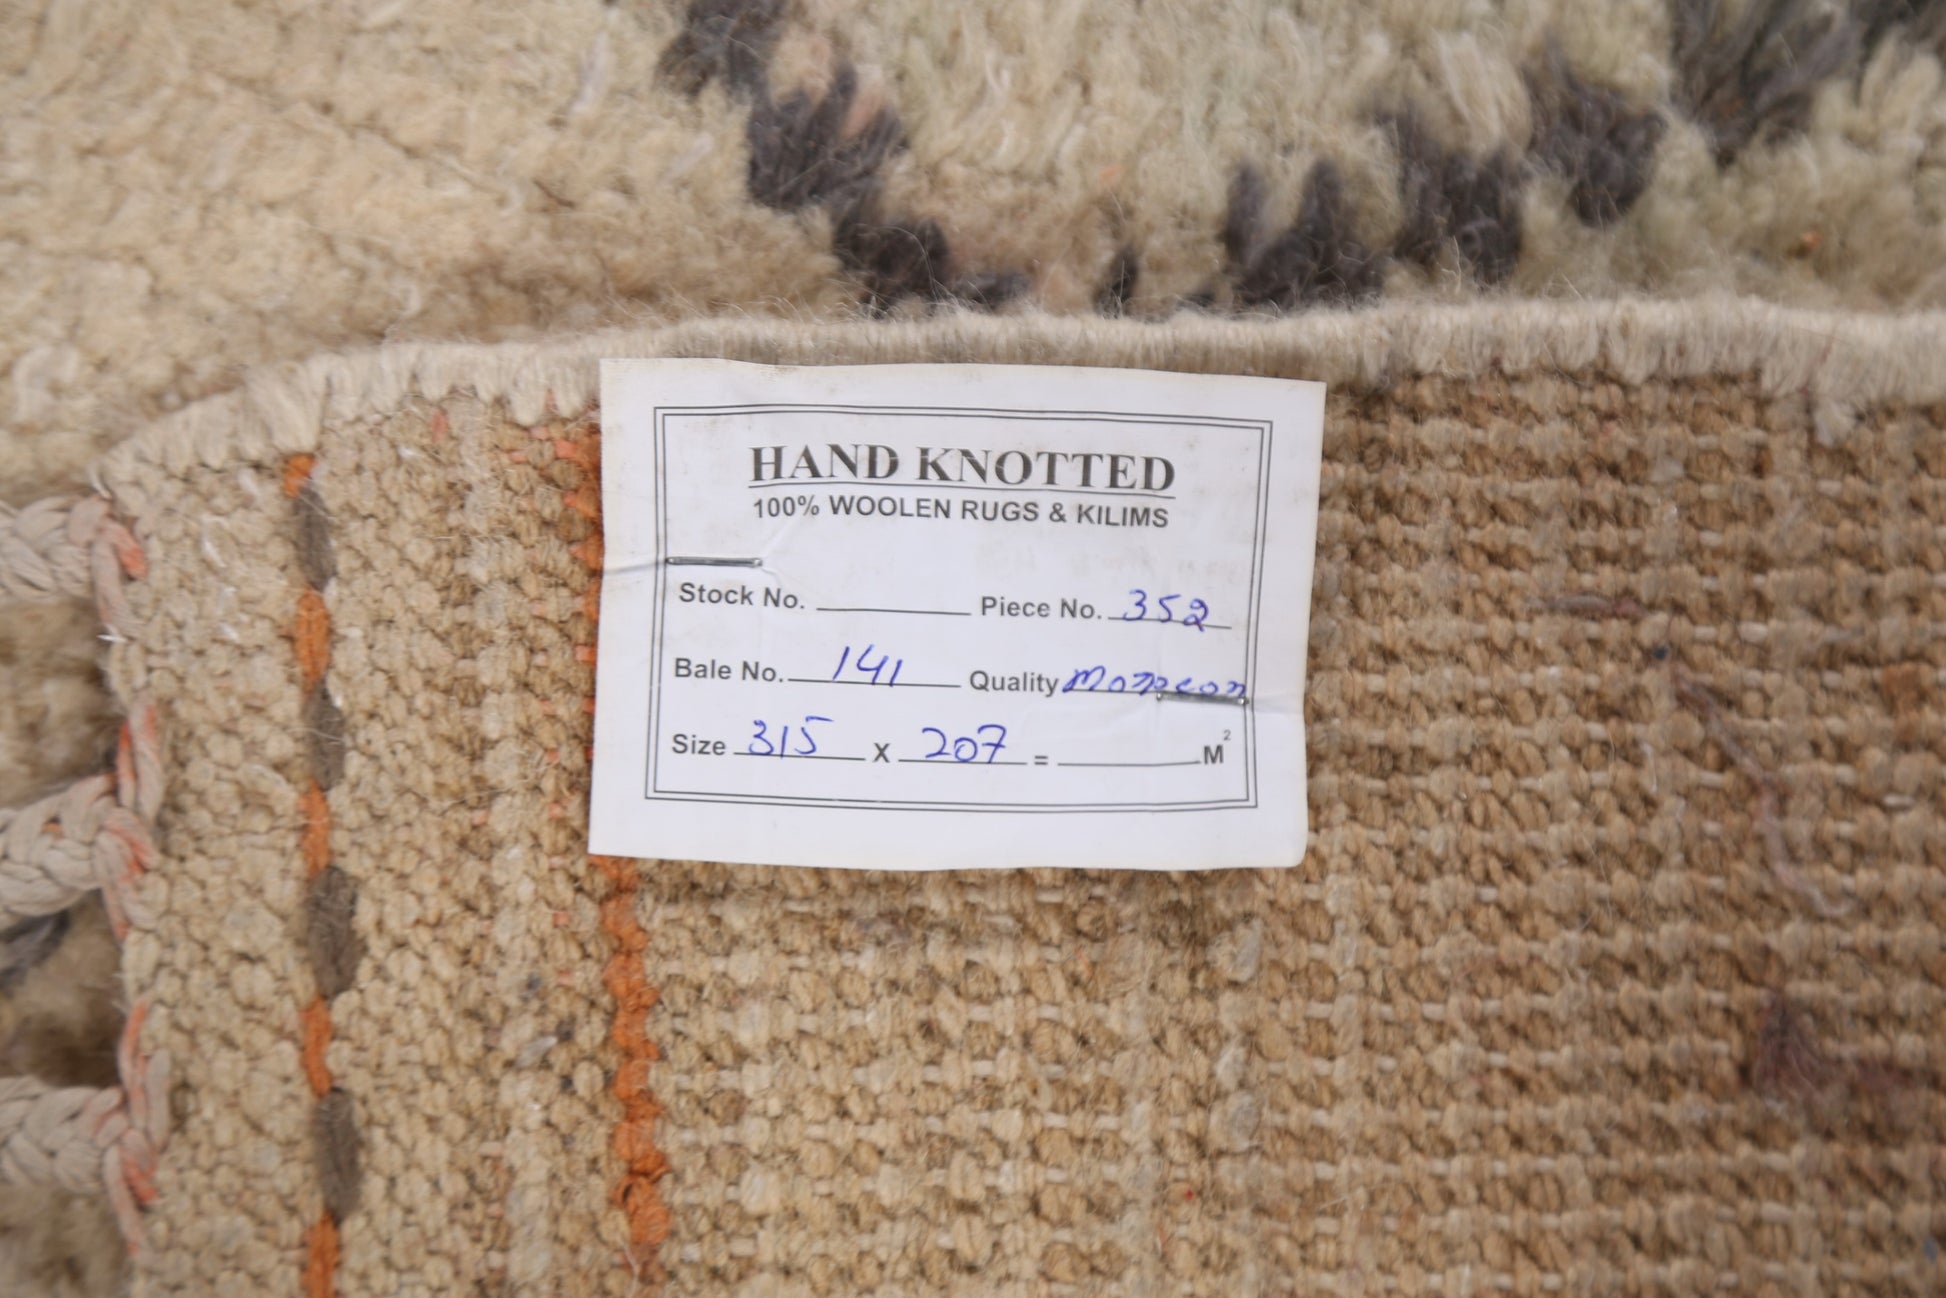 HAND KNOTTED
100% WOOLEN RUGS & KILIMS
Stock No. Piece No. 352
Bale No. 141 Quality
Size 315 X 207 = M²